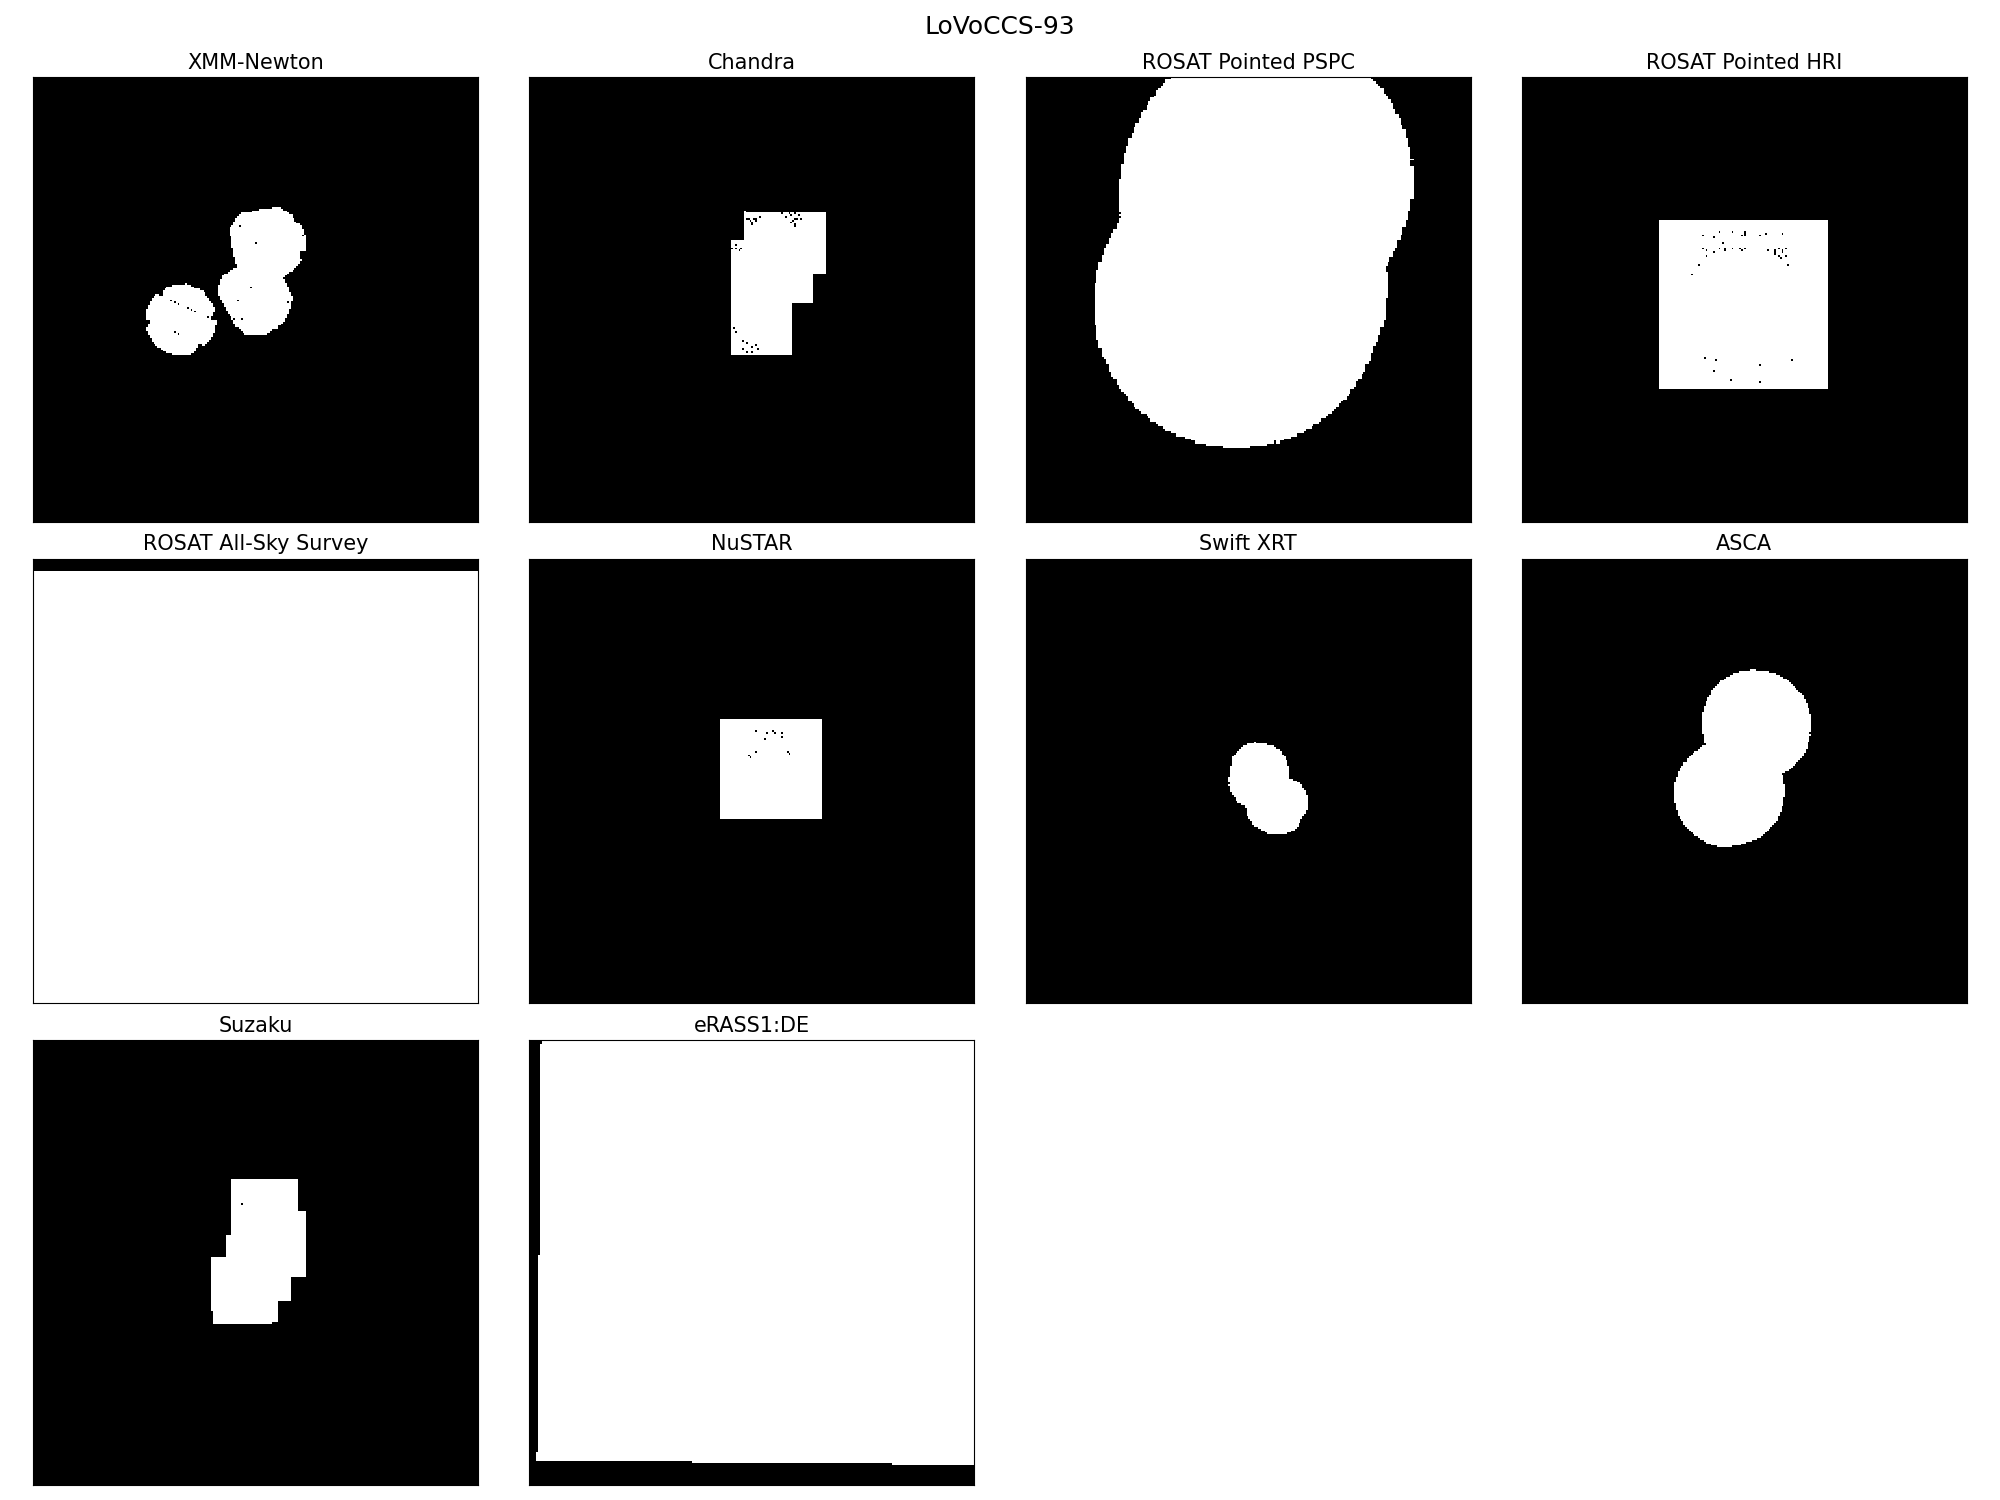 LoVoCCS-93
XMM-Newton
Chandra
ROSAT Pointed PSPC
ROSAT Pointed HRI
ROSAT All-Sky Survey
NuSTAR
Swift XRT
ASCA
Suzaku
eRASS1:DE